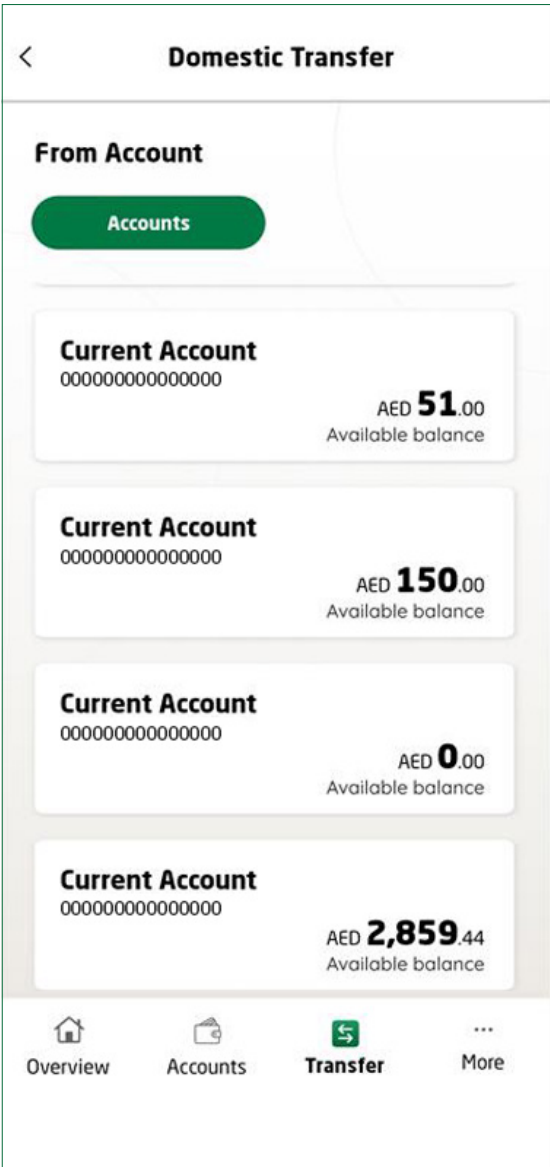 Domestic Transfer
From Account
Accounts
Current Account
000000000000000
AED 51.00
Available balance
Current Account
000000000000000
AED 150.00
Available balance
Current Account
000000000000000
AED 0.00
Available balance
Current Account
000000000000000
AED 2,859.44
Available balance
Overview Accounts Transfer More